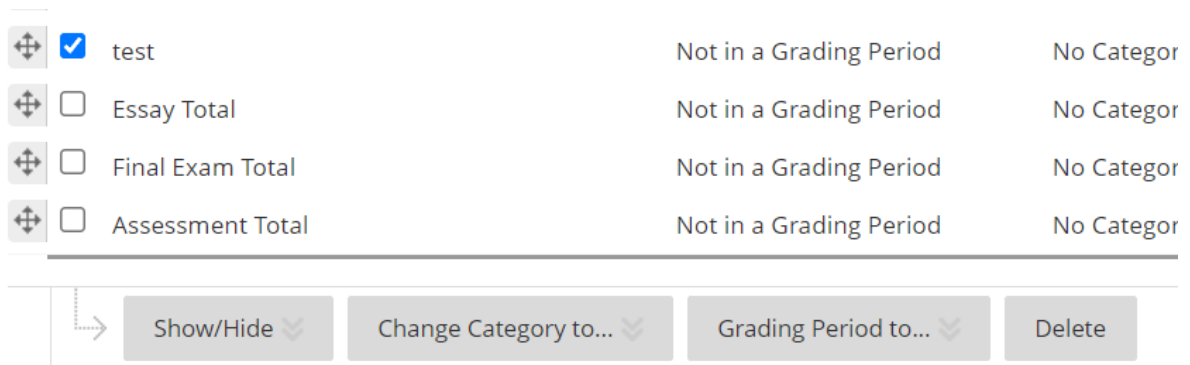 test Not in a Grading Period No Categor
Essay Total Not in a Grading Period No Categor
Final Exam Total Not in a Grading Period No Categor
Assessment Total Not in a Grading Period No Categor
Show/Hide Change Category to... Grading Period to... Delete